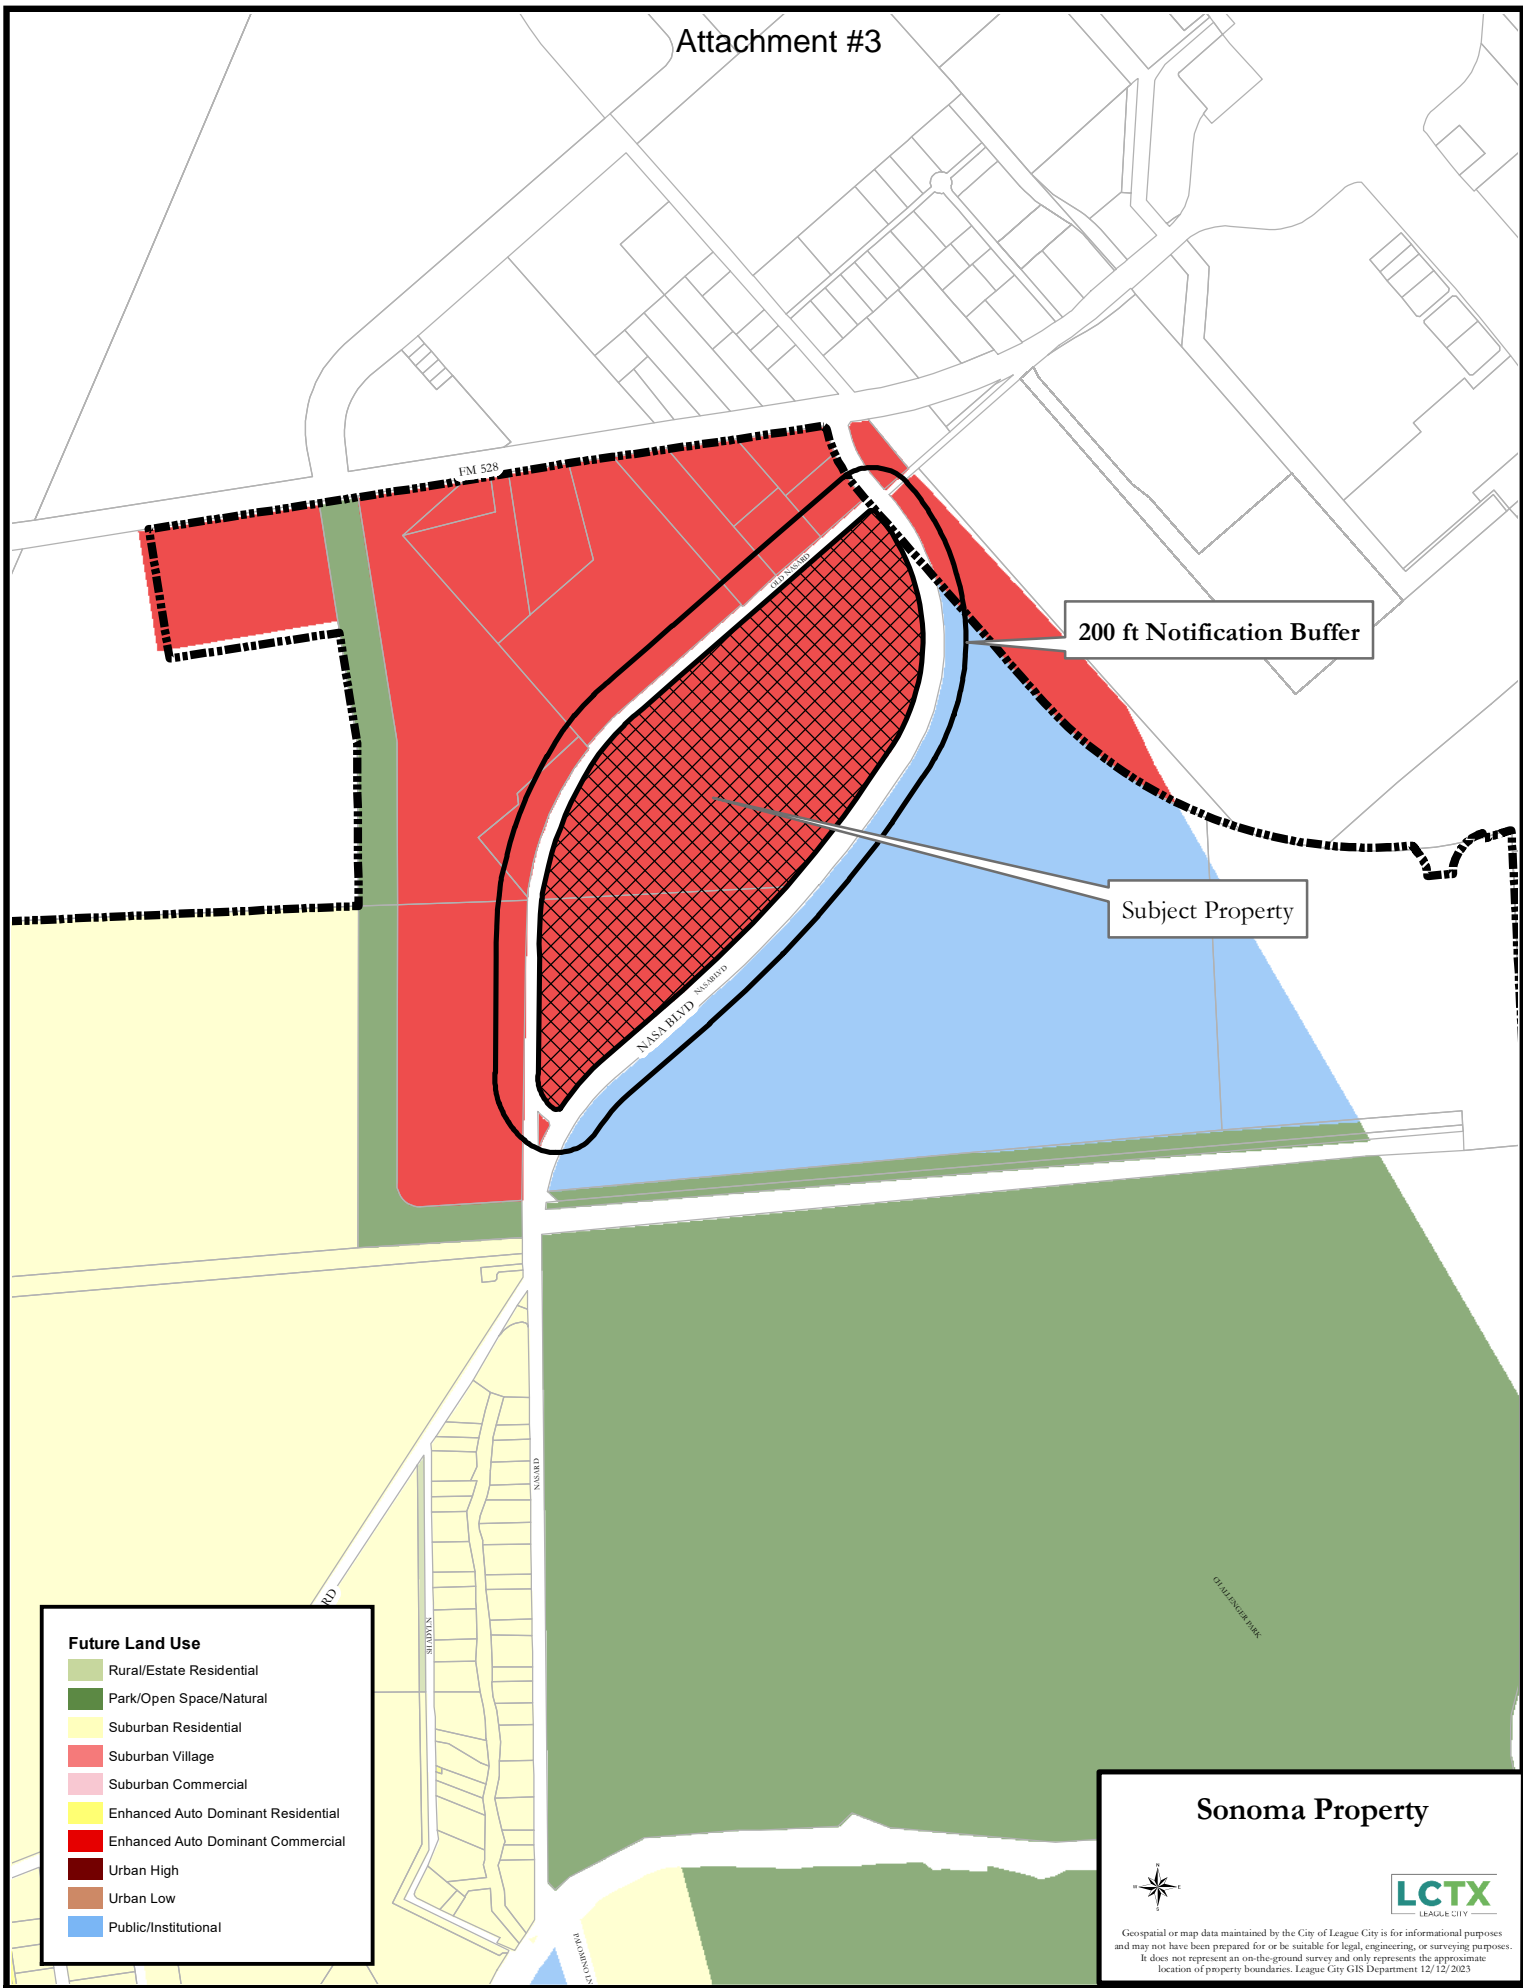 Attachment #3
FM 528
OLD NASA RD
200 ft Notification Buffer
Subject Property
NASA BLVD
NASA BLVD
NASA RD
CHALLENGER PARK
RD
SHADY LN
PALOMINO LN
Future Land Use
Rural/Estate Residential
Park/Open Space/Natural
Suburban Residential
Suburban Village
Suburban Commercial
Enhanced Auto Dominant Residential
Enhanced Auto Dominant Commercial
Urban High
Urban Low
Public/Institutional
Sonoma Property
N
W E
S
LCTX
LEAGUE CITY
Geospatial or map data maintained by the City of League City is for informational purposes
and may not have been prepared for or be suitable for legal, engineering, or surveying purposes.
It does not represent an on-the-ground survey and only represents the approximate
location of property boundaries. League City GIS Department 12/12/2023